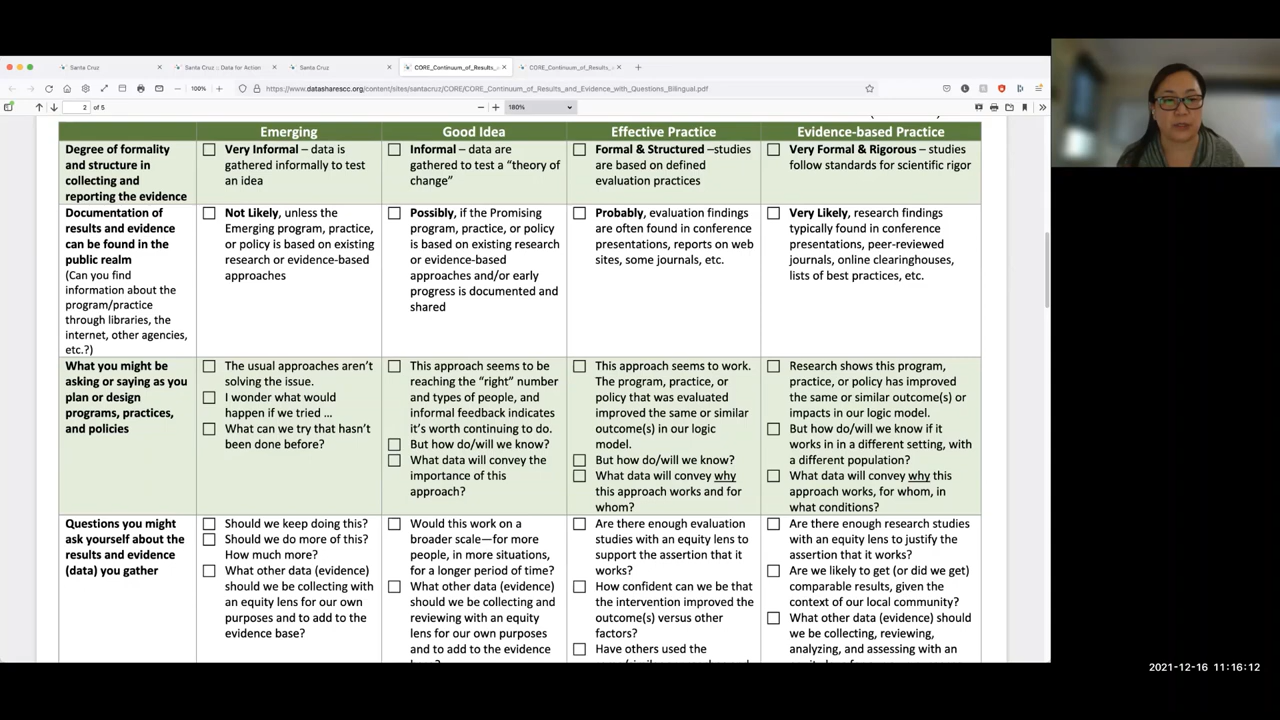 Santa Cruz
Santa Cruz :: Data for Action
Santa Cruz
CORE_Continuum_of_Results_
CORE_Continuum_of_Results_
100%
https://www.datasharescc.org/content/sites/santacruz/CORE/CORE_Continuum_of_Results_and_Evidence_with_Questions_Bilingual.pdf
2 of 5
180%
Emerging
Good Idea
Effective Practice
Evidence-based Practice
Degree of formality
and structure in
collecting and
reporting the evidence
Very Informal – data is
gathered informally to test
an idea
Informal – data are
gathered to test a “theory of
change”
Formal & Structured –studies
are based on defined
evaluation practices
Very Formal & Rigorous – studies
follow standards for scientific rigor
Documentation of
results and evidence
can be found in the
public realm
(Can you find
information about the
program/practice
through libraries, the
internet, other agencies,
etc.?)
Not Likely, unless the
Emerging program, practice,
or policy is based on existing
research or evidence-based
approaches
Possibly, if the Promising
program, practice, or policy
is based on existing research
or evidence-based
approaches and/or early
progress is documented and
shared
Probably, evaluation findings
are often found in conference
presentations, reports on web
sites, some journals, etc.
Very Likely, research findings
typically found in conference
presentations, peer-reviewed
journals, online clearinghouses,
lists of best practices, etc.
What you might be
asking or saying as you
plan or design
programs, practices,
and policies
The usual approaches aren’t
solving the issue.
I wonder what would
happen if we tried …
What can we try that hasn’t
been done before?
This approach seems to be
reaching the “right” number
and types of people, and
informal feedback indicates
it’s worth continuing to do.
But how do/will we know?
What data will convey the
importance of this
approach?
This approach seems to work.
The program, practice, or
policy that was evaluated
improved the same or similar
outcome(s) in our logic
model.
But how do/will we know?
What data will convey why
this approach works and for
whom?
Research shows this program,
practice, or policy has improved
the same or similar outcome(s) or
impacts in our logic model.
But how do/will we know if it
works in in a different setting, with
a different population?
What data will convey why this
approach works, for whom, in
what conditions?
Questions you might
ask yourself about the
results and evidence
(data) you gather
Should we keep doing this?
Should we do more of this?
How much more?
What other data (evidence)
should we be collecting with
an equity lens for our own
purposes and to add to the
evidence base?
Would this work on a
broader scale—for more
people, in more situations,
for a longer period of time?
What other data (evidence)
should we be collecting and
reviewing with an equity
lens for our own purposes
and to add to the evidence
Are there enough evaluation
studies with an equity lens to
support the assertion that it
works?
How confident can we be that
the intervention improved the
outcome(s) versus other
factors?
Have others used the
Are there enough research studies
with an equity lens to justify the
assertion that it works?
Are we likely to get (or did we get)
comparable results, given the
context of our local community?
What other data (evidence) should
we be collecting, reviewing,
analyzing, and assessing with an
2021-12-16 11:16:12